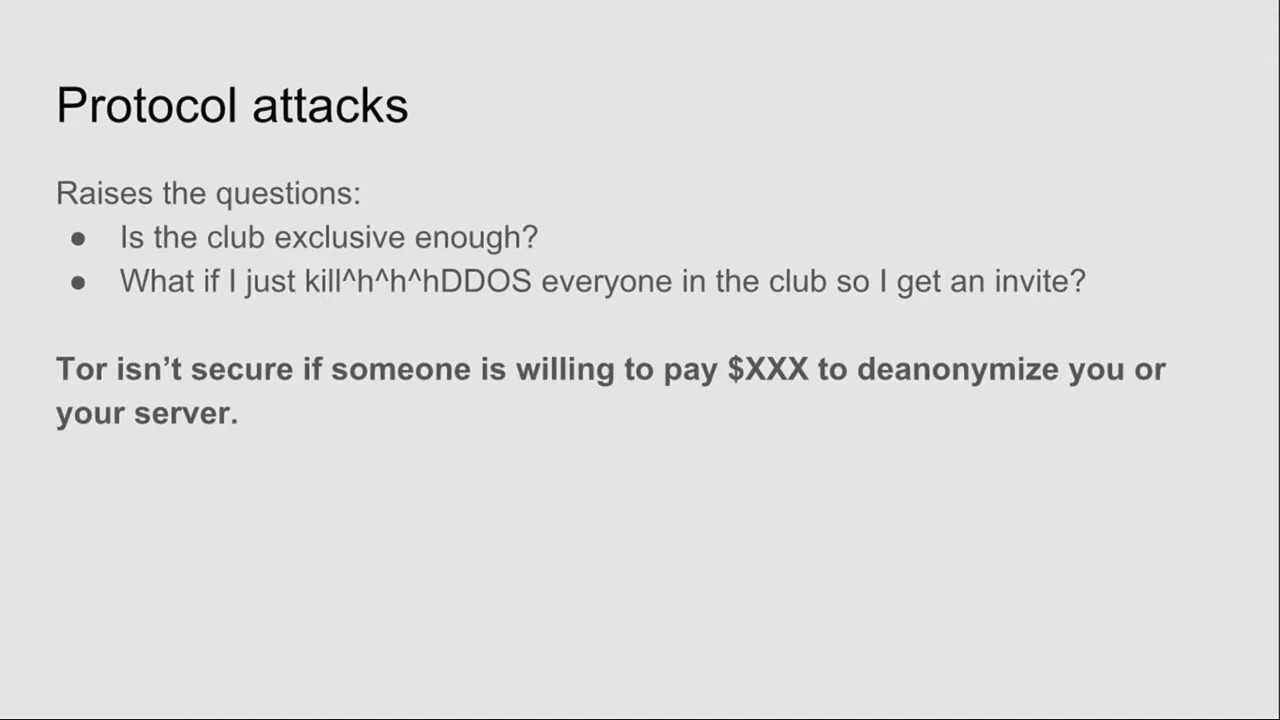 Protocol attacks
Raises the questions:
● Is the club exclusive enough?
● What if I just kill^h^h^hDDOS everyone in the club so I get an invite?
Tor isn’t secure if someone is willing to pay $XXX to deanonymize you or
your server.